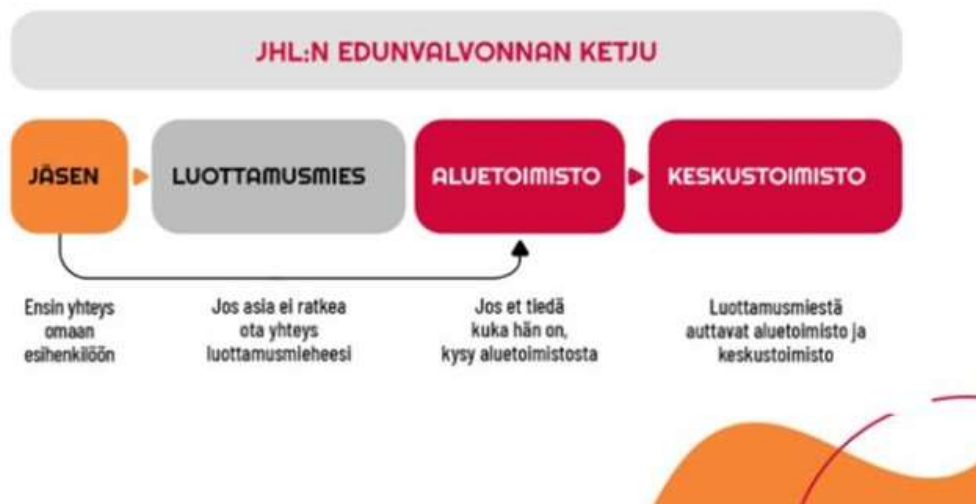 JHL:N EDUNVALVONNAN KETJU
JÄSEN
LUOTTAMUSMIES
ALUETOIMISTO
KESKUSTOIMISTO
Ensin yhteys
omaan
esihenkilöön
Jos asia ei ratkea
ota yhteys
luottamusmieheesi
Jos et tiedä
kuka hän on,
kysy aluetoimistosta
Luottamusmiestä
auttavat aluetoimisto ja
keskustoimisto